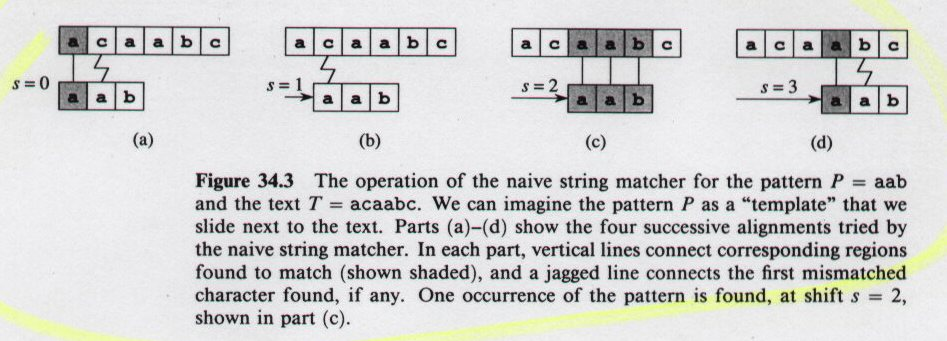 a c a a b c
a c a a b c
a c a a b c
a c a a b c
s = 0
a a b
s = 1
a a b
s = 2
a a b
s = 3
a a b
(a)
(b)
(c)
(d)
Figure 34.3 The operation of the naive string matcher for the pattern P = aab
and the text T = acaabc. We can imagine the pattern P as a “template” that we
slide next to the text. Parts (a)–(d) show the four successive alignments tried by
the naive string matcher. In each part, vertical lines connect corresponding regions
found to match (shown shaded), and a jagged line connects the first mismatched
character found, if any. One occurrence of the pattern is found, at shift s = 2,
shown in part (c).